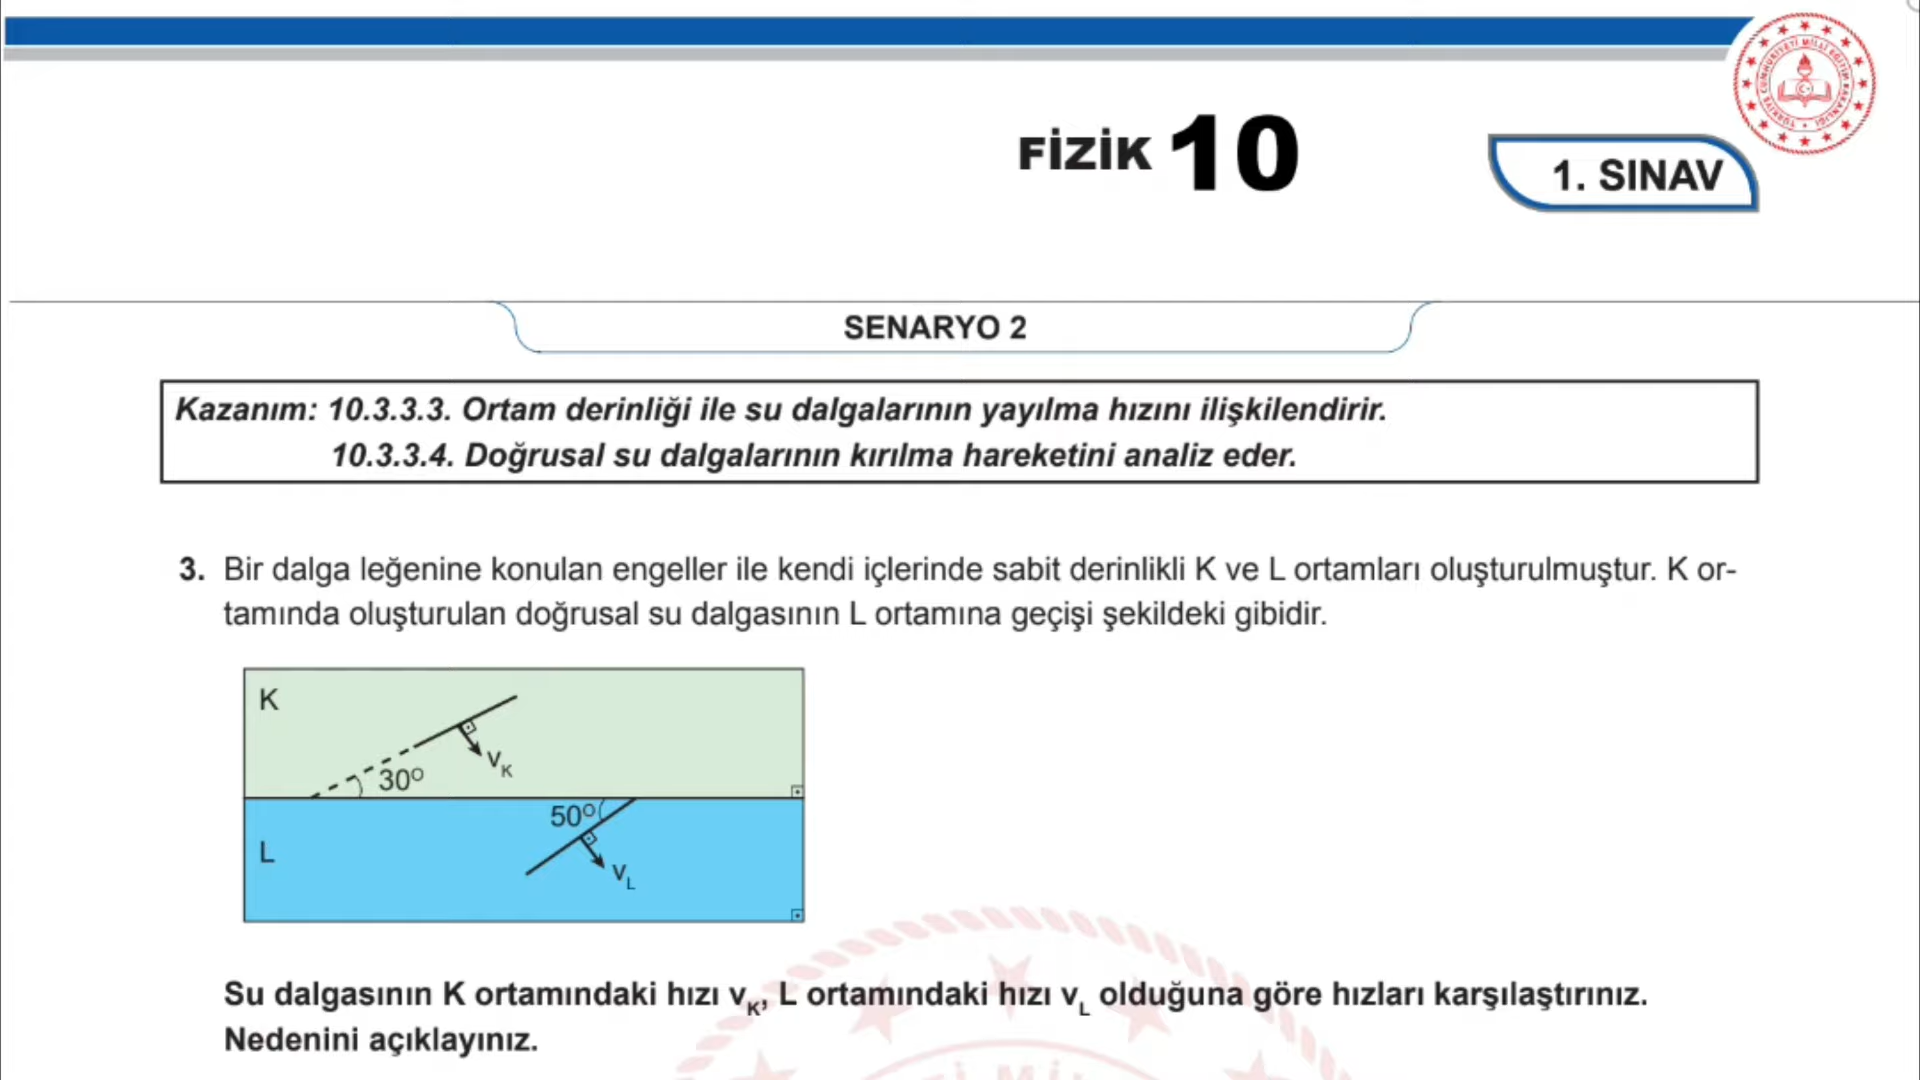 FİZİK 10
1. SINAV
SENARYO 2
Kazanım: 10.3.3.3. Ortam derinliği ile su dalgalarının yayılma hızını ilişkilendirir.
10.3.3.4. Doğrusal su dalgalarının kırılma hareketini analiz eder.
3. Bir dalga leğenine konulan engeller ile kendi içlerinde sabit derinlikli K ve L ortamları oluşturulmuştur. K or-
tamında oluşturulan doğrusal su dalgasının L ortamına geçişi şekildeki gibidir.
K
vK
30°
50°
L
vL
Su dalgasının K ortamındaki hızı vK, L ortamındaki hızı vL olduğuna göre hızları karşılaştırınız.
Nedenini açıklayınız.